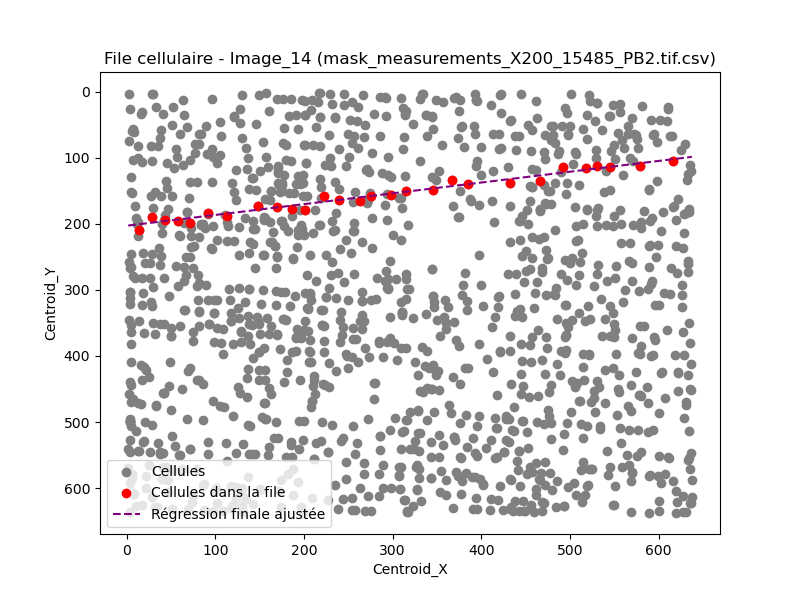 File cellulaire - Image_14 (mask_measurements_X200_15485_PB2.tif.csv)
0
100
200
300
400
500
600
Centroid_Y
Cellules
Cellules dans la file
Régression finale ajustée
0 100 200 300 400 500 600
Centroid_X